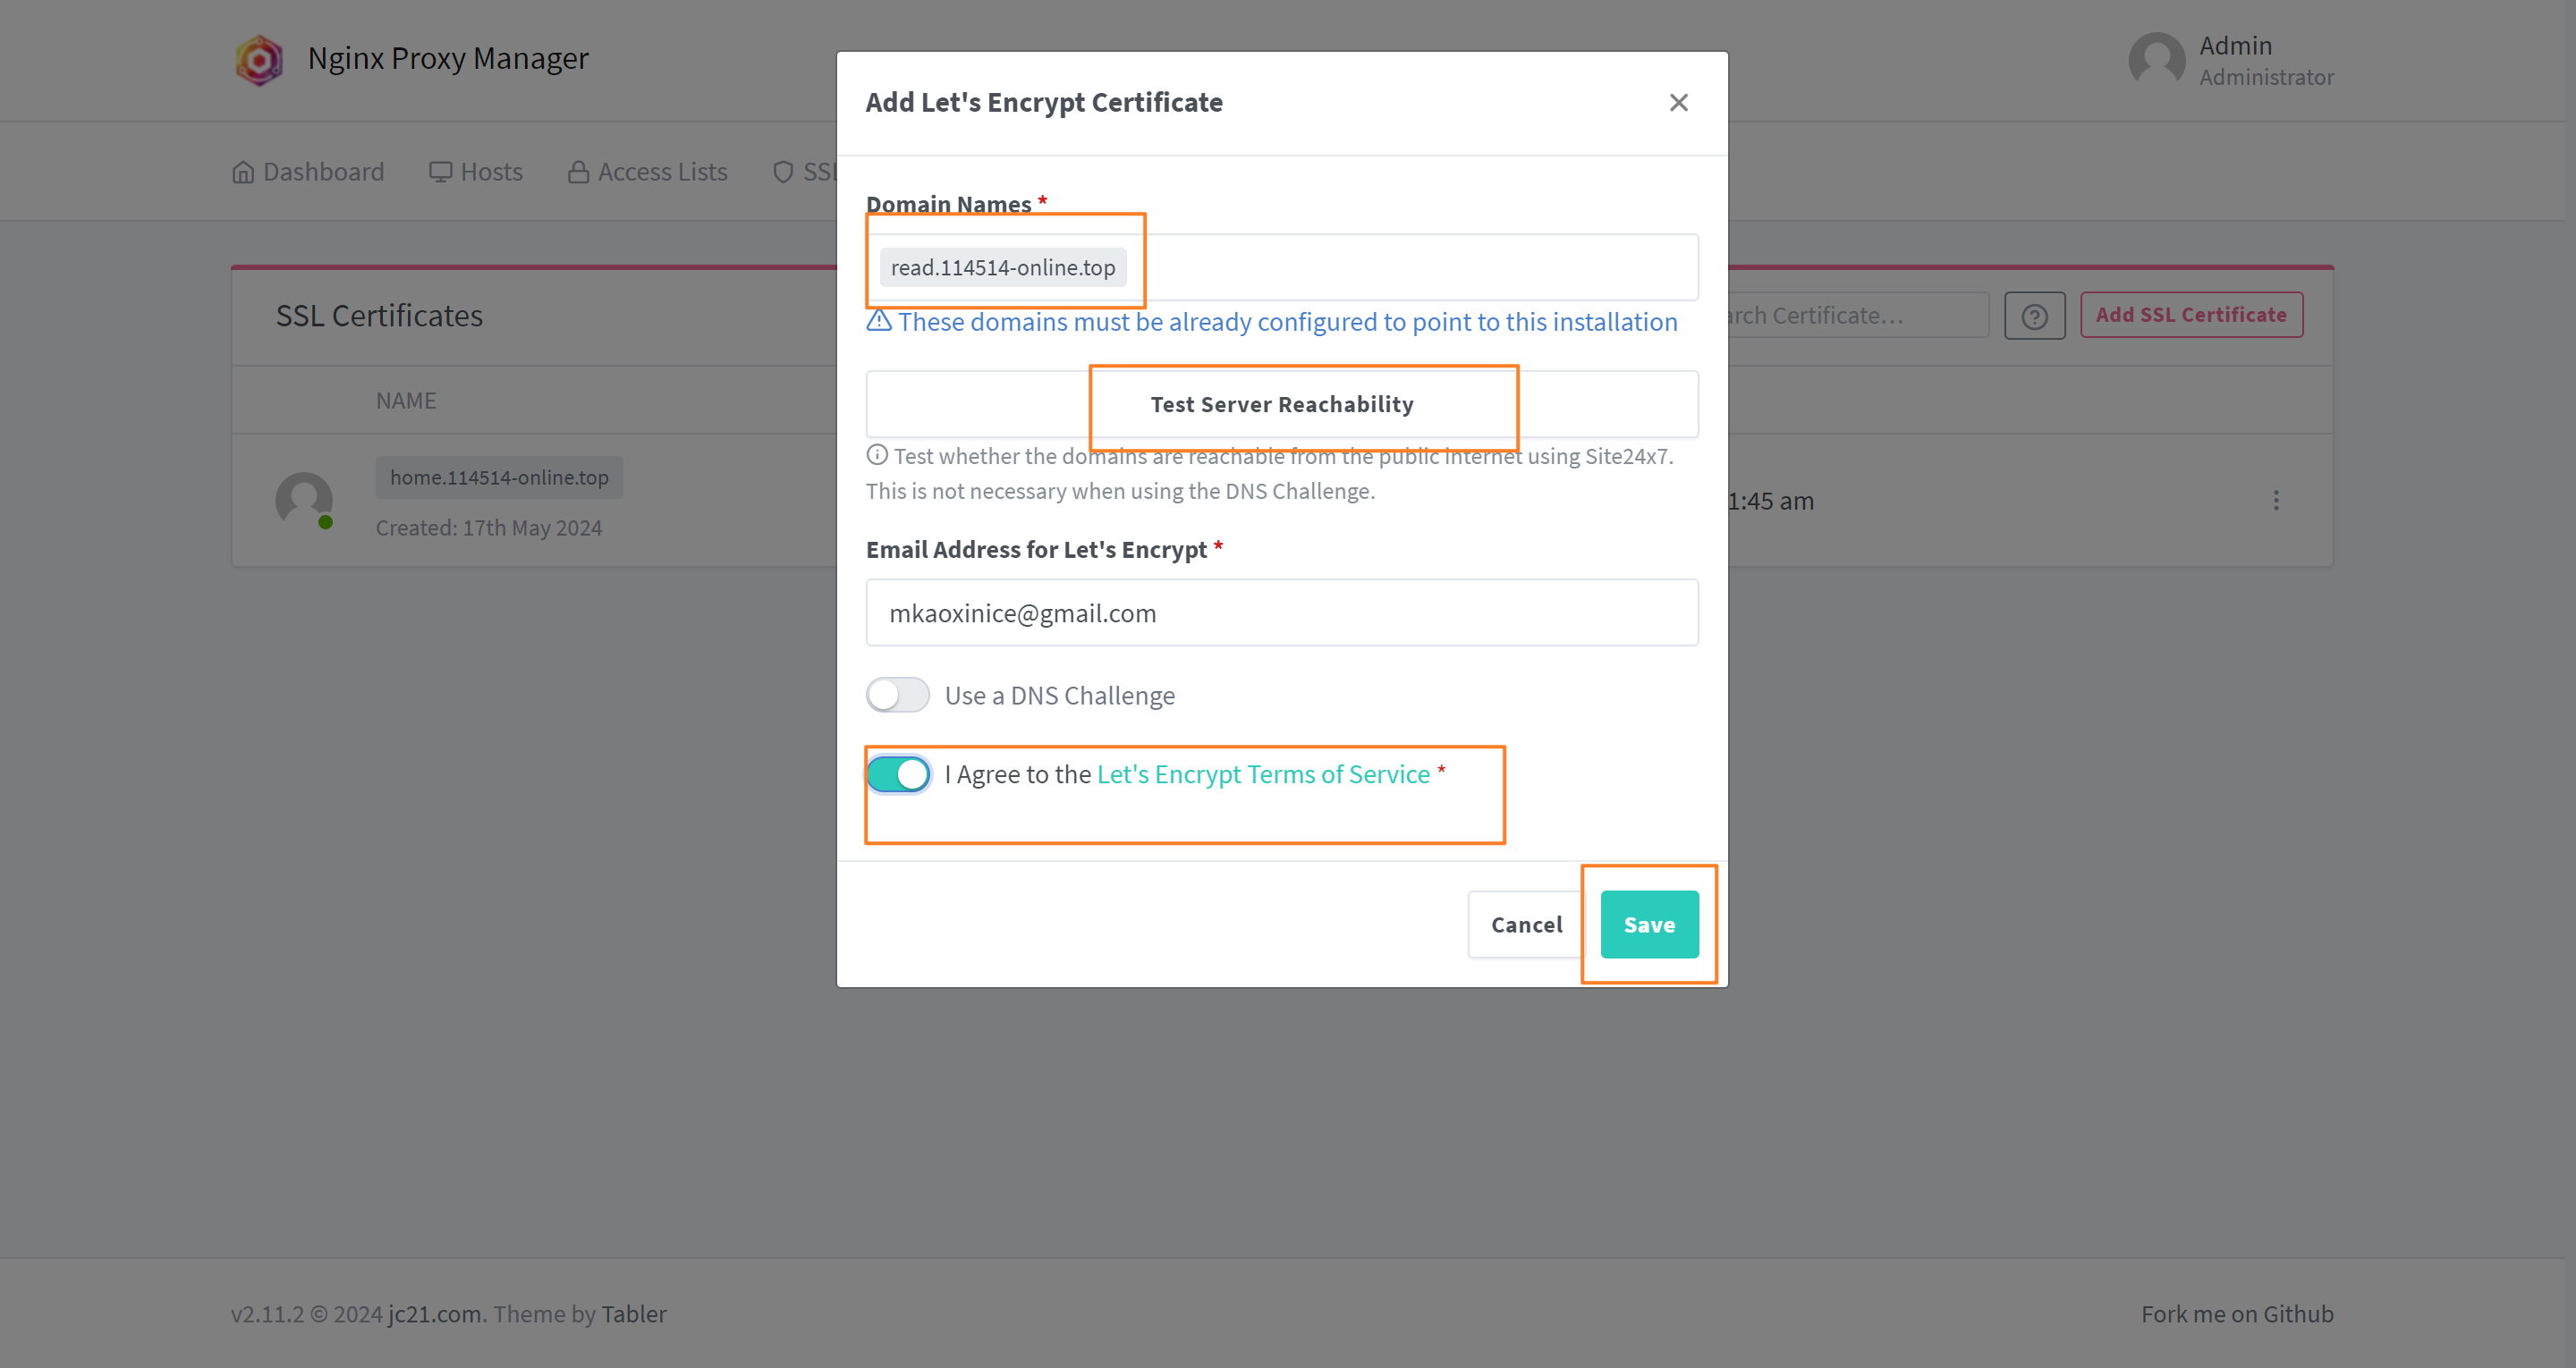 Nginx Proxy Manager
Admin
Administrator
Dashboard
Hosts
Access Lists
SSL
Add Let's Encrypt Certificate
Domain Names *
read.114514-online.top
These domains must be already configured to point to this installation
Test Server Reachability
Test whether the domains are reachable from the public internet using Site24x7.
This is not necessary when using the DNS Challenge.
Email Address for Let's Encrypt *
mkaoxinice@gmail.com
Use a DNS Challenge
I Agree to the Let's Encrypt Terms of Service *
Cancel
Save
SSL Certificates
arch Certificate…
Add SSL Certificate
NAME
home.114514-online.top
Created: 17th May 2024
1:45 am
v2.11.2 © 2024 jc21.com. Theme by Tabler
Fork me on Github